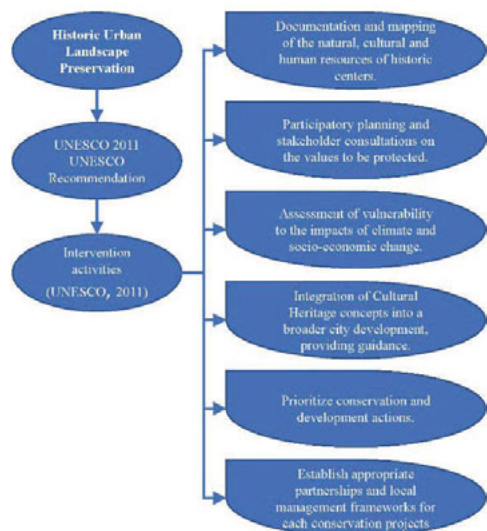 Historic Urban
Landscape
Preservation
UNESCO 2011
UNESCO
Recommendation
Intervention
activities
(UNESCO, 2011)
Documentation and mapping
of the natural, cultural and
human resources of historic
centers.
Participatory planning and
stakeholder consultations on
the values to be protected.
Assessment of vulnerability
to the impacts of climate and
socio-economic change.
Integration of Cultural
Heritage concepts into a
broader city development,
providing guidance.
Prioritize conservation and
development actions.
Establish appropriate
partnerships and local
management frameworks for
each conservation projects